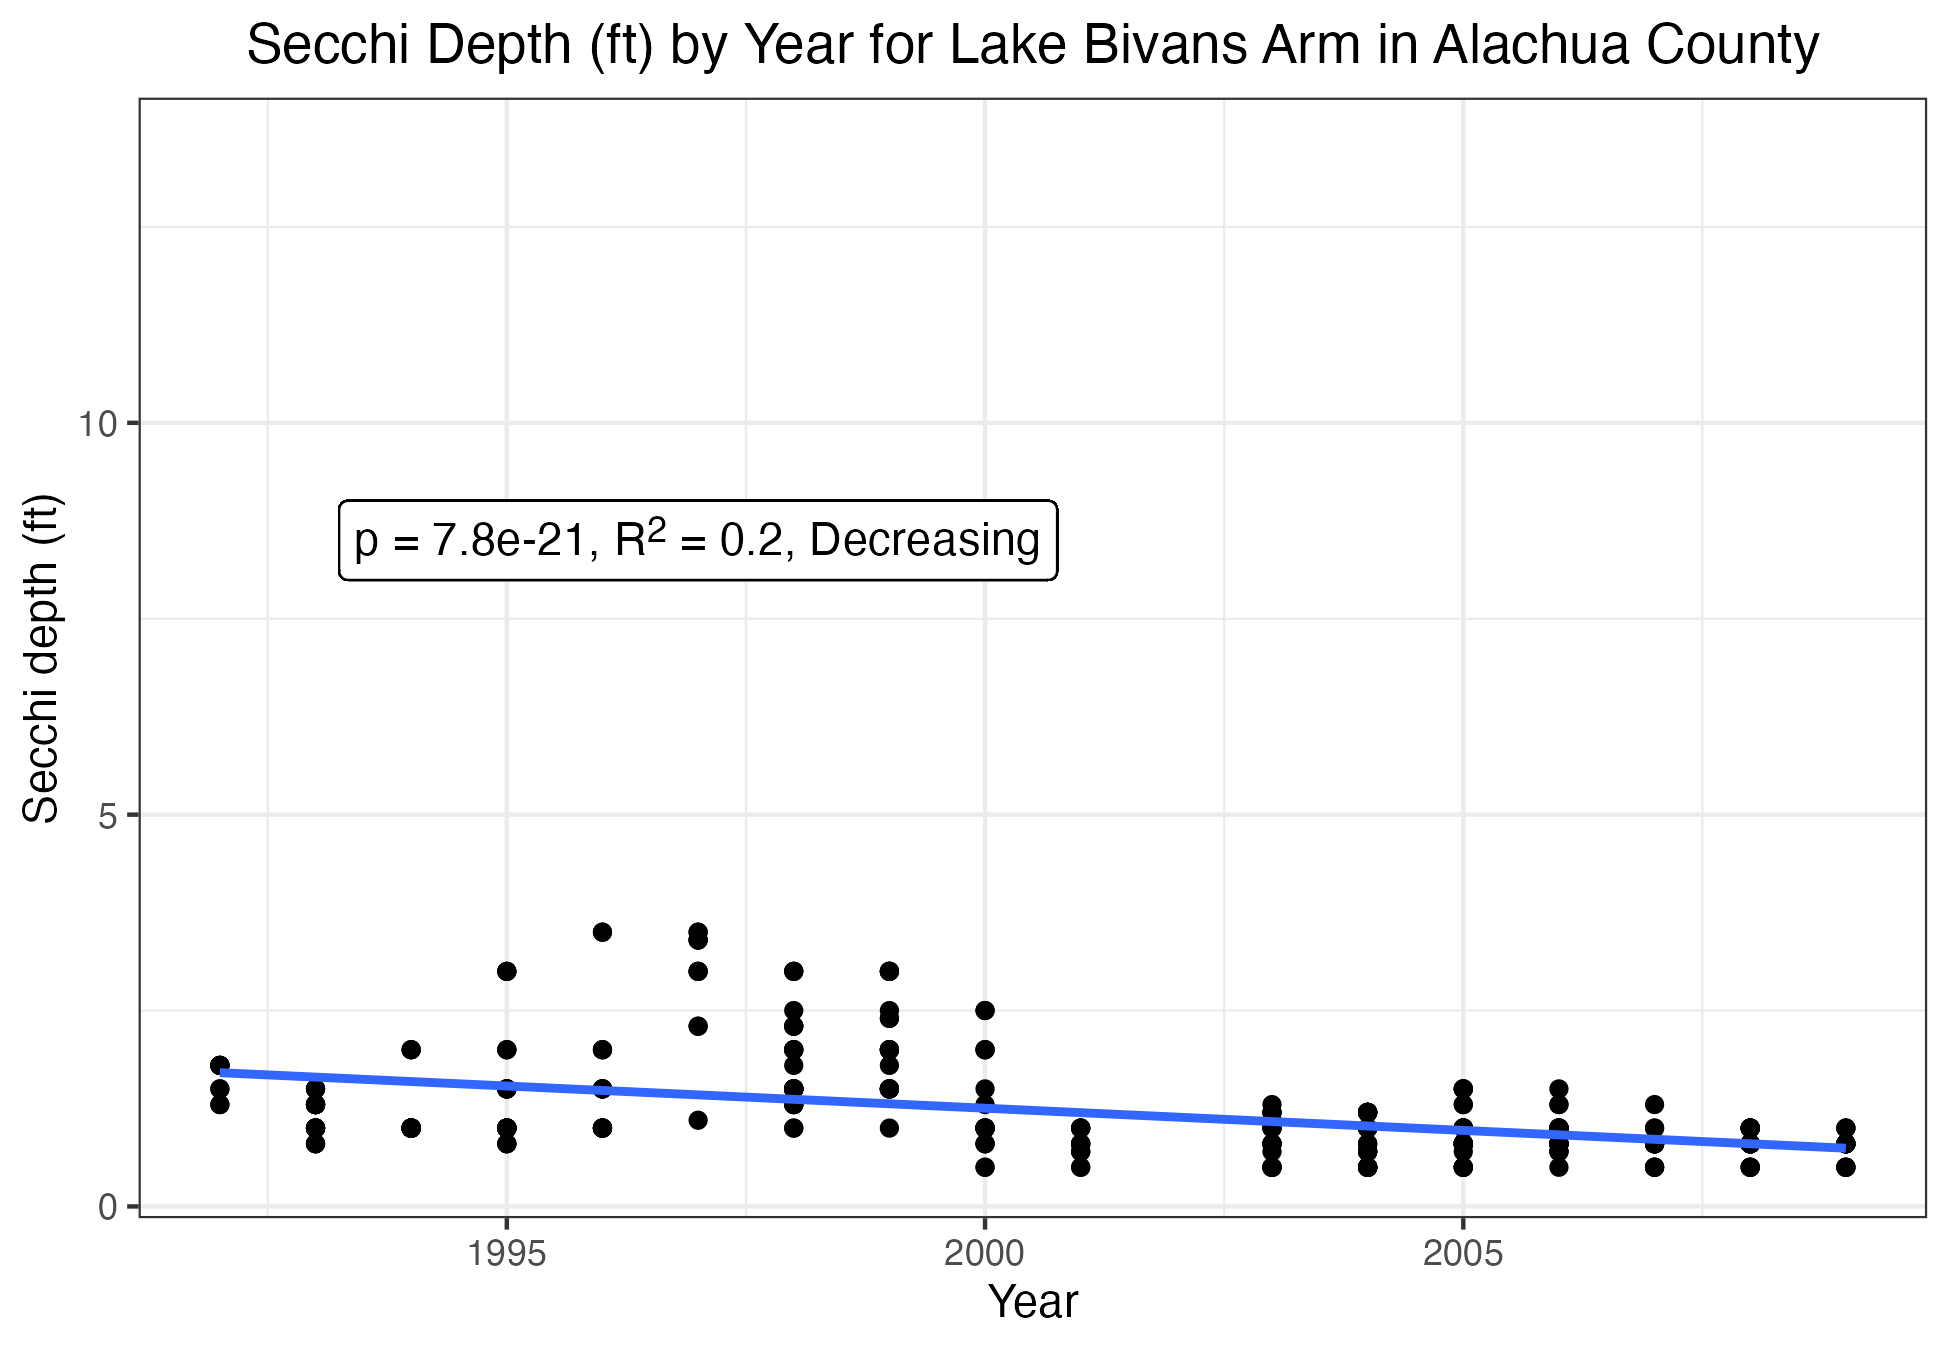 Secchi Depth (ft) by Year for Lake Bivans Arm in Alachua County
10
p = 7.8e-21, R² = 0.2, Decreasing
Secchi depth (ft)
5
0
1995 2000 2005
Year